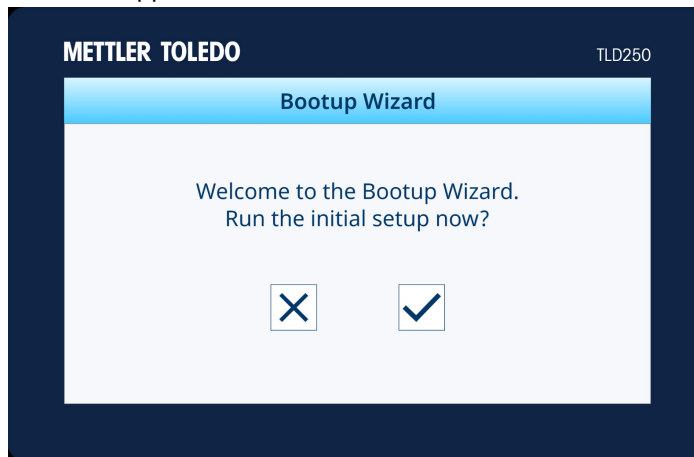 METTLER TOLEDO
TLD250
Bootup Wizard
Welcome to the Bootup Wizard.
Run the initial setup now?